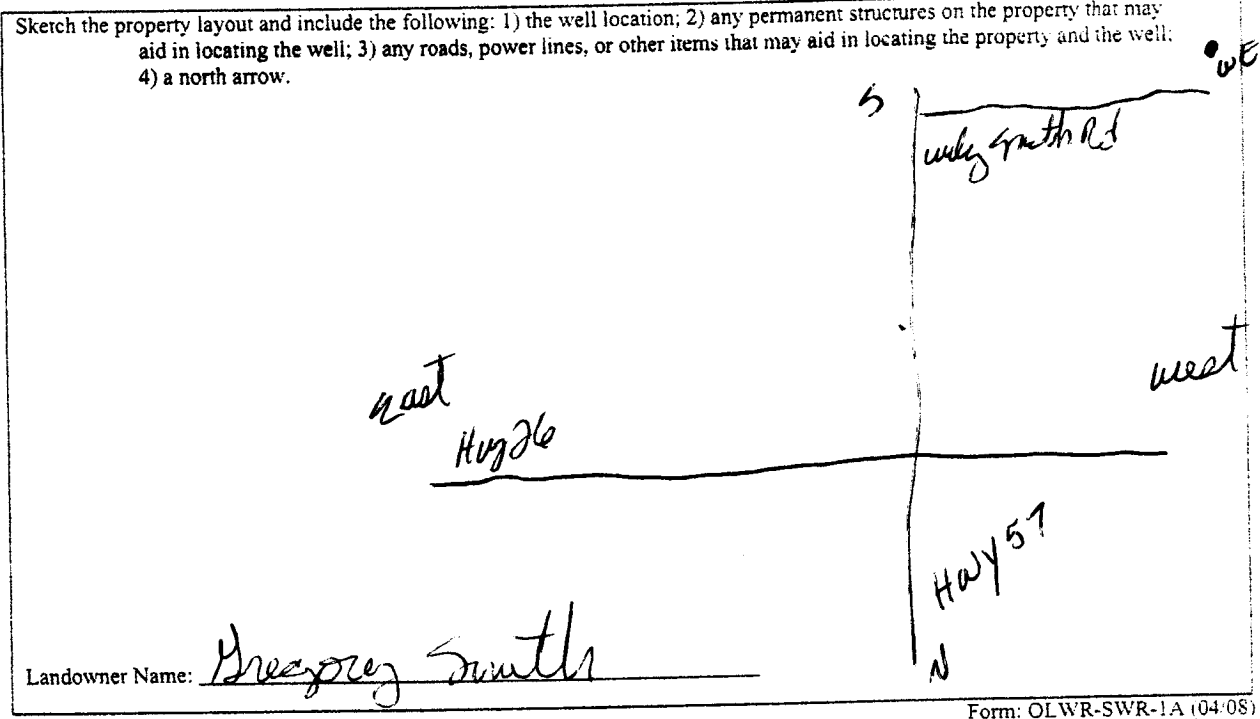 Sketch the property layout and include the following: 1) the well location; 2) any permanent structures on the property that may
aid in locating the well; 3) any roads, power lines, or other items that may aid in locating the property and the well;
4) a north arrow.
S
Smith Rd
east
west
Hwy 26
Hwy 57
N
Landowner Name: Gregorey Smith
Form: OLWR-SWR-1A (04/08)